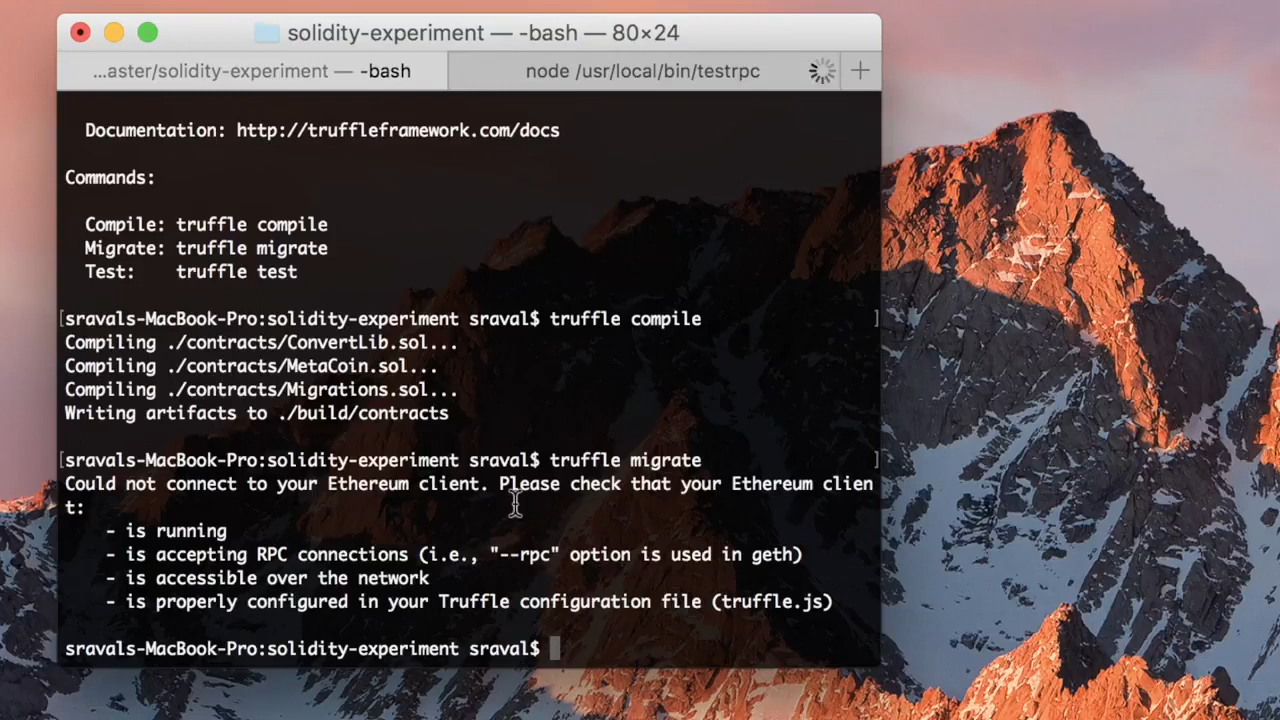 solidity-experiment — -bash — 80×24
...aster/solidity-experiment — -bash
node /usr/local/bin/testrpc
Documentation: http://truffleframework.com/docs
Commands:
Compile: truffle compile
Migrate: truffle migrate
Test: truffle test
[sravals-MacBook-Pro:solidity-experiment sraval$ truffle compile ]
Compiling ./contracts/ConvertLib.sol...
Compiling ./contracts/MetaCoin.sol...
Compiling ./contracts/Migrations.sol...
Writing artifacts to ./build/contracts
[sravals-MacBook-Pro:solidity-experiment sraval$ truffle migrate ]
Could not connect to your Ethereum client. Please check that your Ethereum clien
t:
- is running
- is accepting RPC connections (i.e., "--rpc" option is used in geth)
- is accessible over the network
- is properly configured in your Truffle configuration file (truffle.js)
sravals-MacBook-Pro:solidity-experiment sraval$